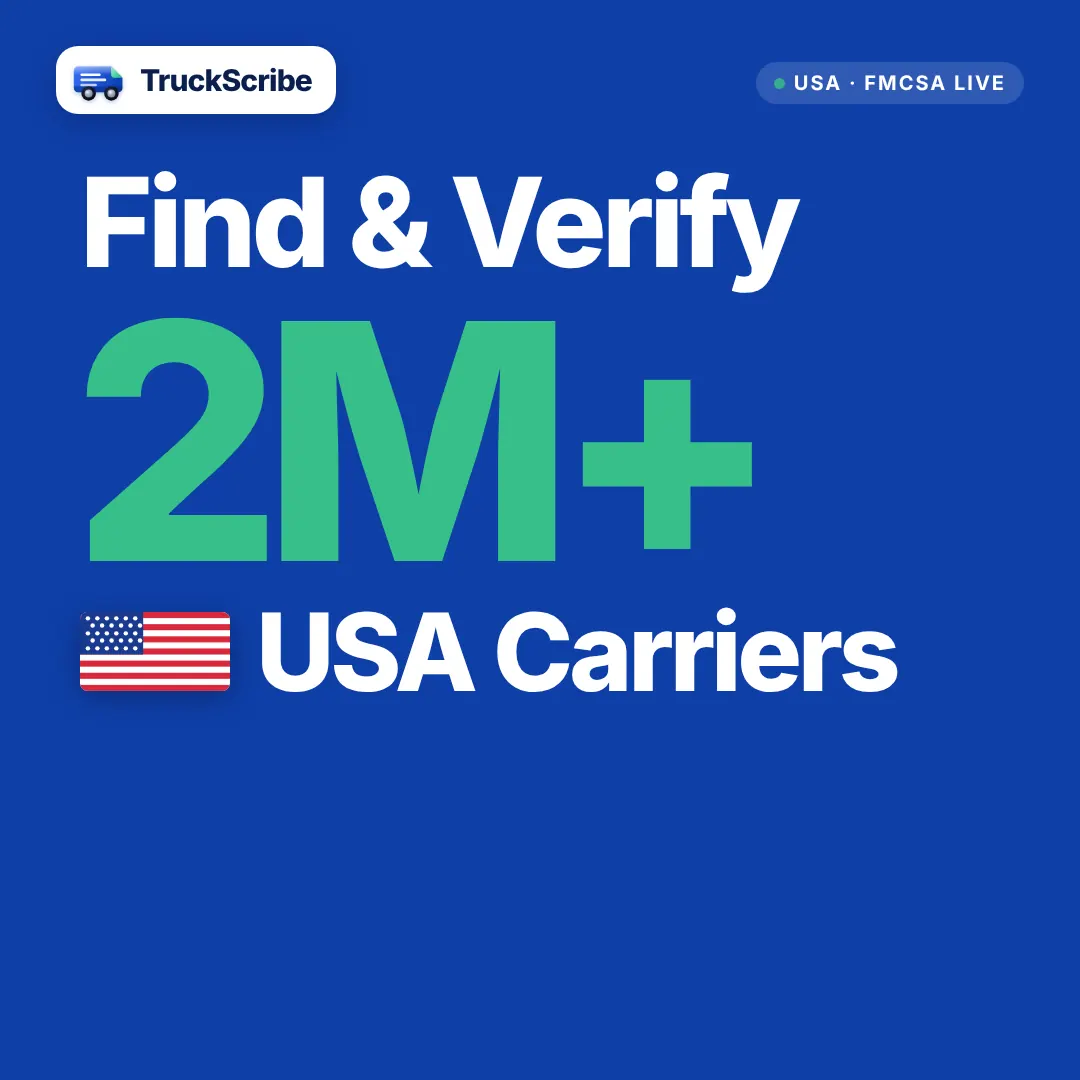 TruckScribe
USA · FMCSA LIVE
Find & Verify
2M+
USA Carriers